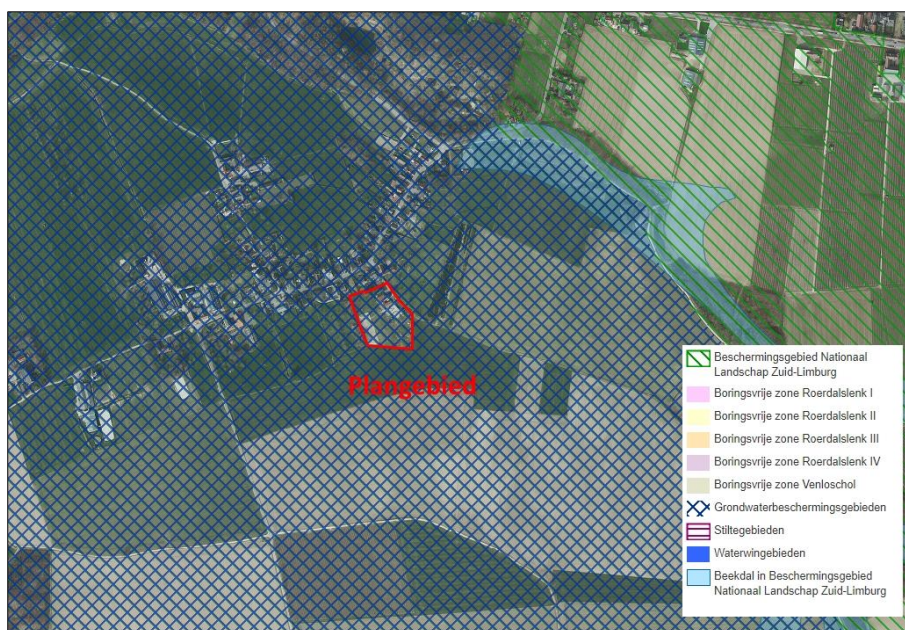 Plangebied
Beschermingsgebied Nationaal
Landschap Zuid-Limburg
Boringsvrije zone Roerdalslenk I
Boringsvrije zone Roerdalslenk II
Boringsvrije zone Roerdalslenk III
Boringsvrije zone Roerdalslenk IV
Boringsvrije zone Venloschol
Grondwaterbeschermingsgebieden
Stiltegebieden
Waterwingebieden
Beekdal in Beschermingsgebied
Nationaal Landschap Zuid-Limburg